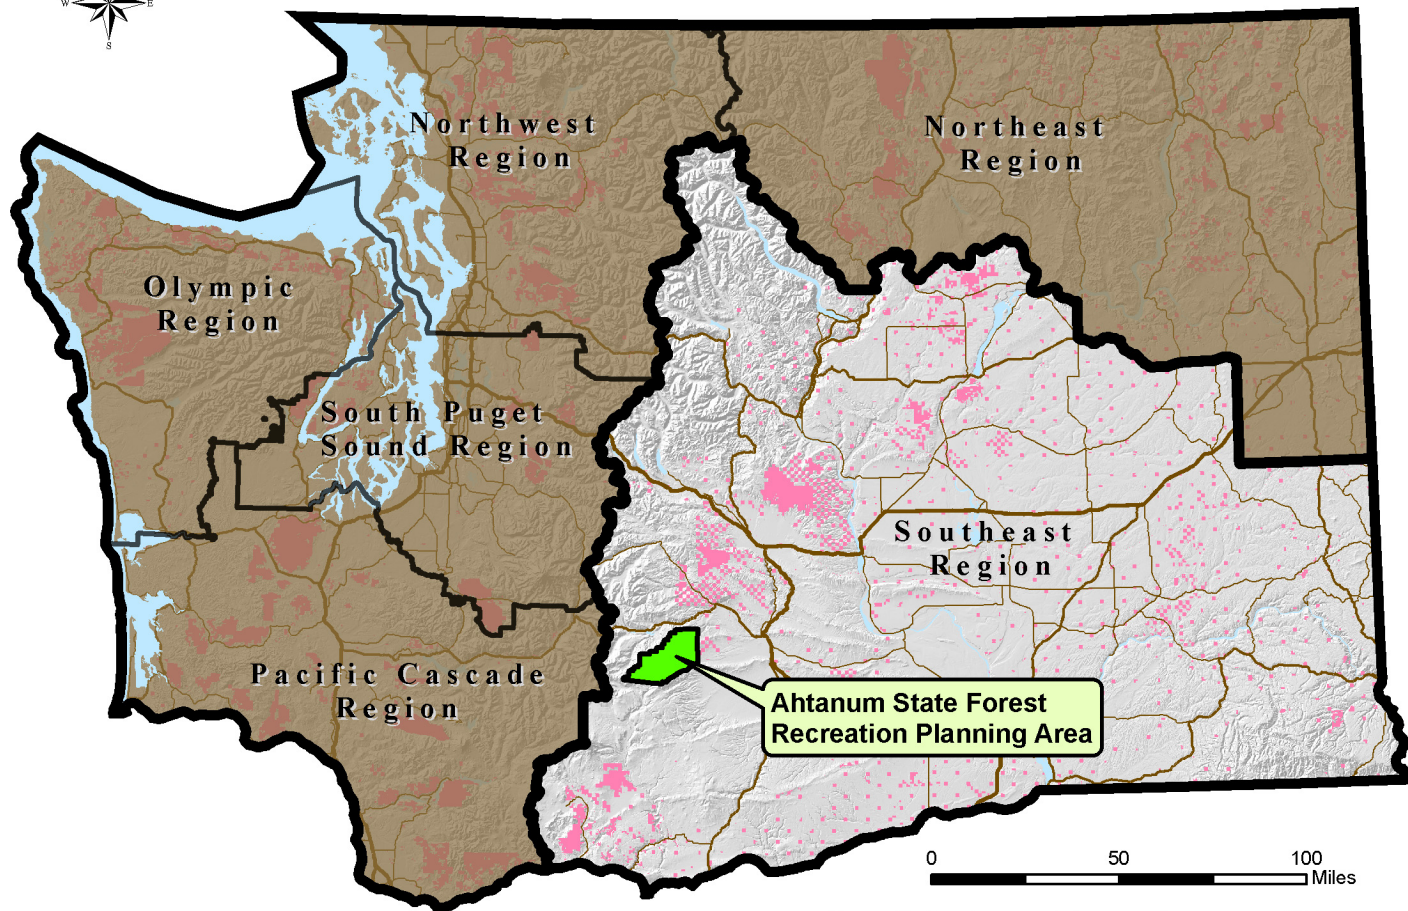 W E
S
Northwest
Region
Northeast
Region
Olympic
Region
South Puget
Sound Region
Southeast
Region
Pacific Cascade
Region
Ahtanum State Forest
Recreation Planning Area
0 50 100
Miles